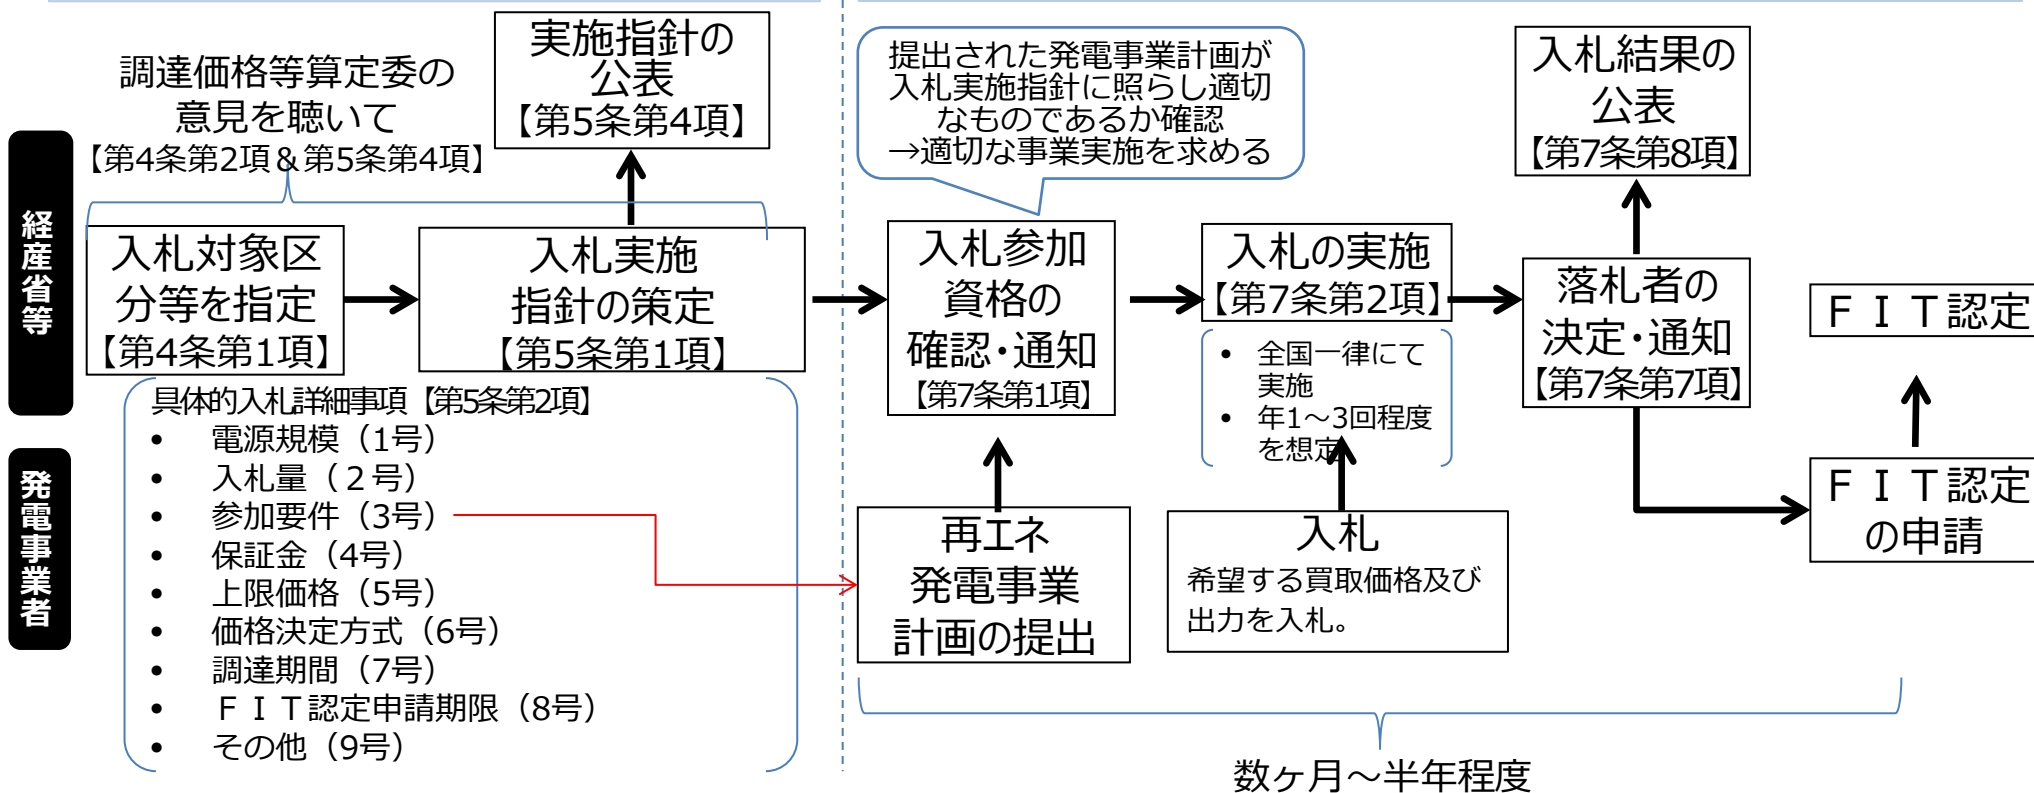 調達価格等算定委の
意見を聴いて
【第4条第2項＆第5条第4項】
実施指針の
公表
【第5条第4項】
提出された発電事業計画が
入札実施指針に照らし適切
なものであるか確認
→適切な事業実施を求める
入札結果の
公表
【第7条第8項】
経産省等
入札対象区
分等を指定
【第4条第1項】
入札実施
指針の策定
【第5条第1項】
入札参加
資格の
確認・通知
【第7条第1項】
入札の実施
【第7条第2項】
• 全国一律にて
実施
• 年1～3回程度
を想定
落札者の
決定・通知
【第7条第7項】
ＦＩＴ認定
具体的入札詳細事項【第5条第2項】
• 電源規模（1号）
• 入札量（２号）
• 参加要件（3号）
• 保証金（4号）
• 上限価格（5号）
• 価格決定方式（6号）
• 調達期間（7号）
• ＦＩＴ認定申請期限（8号）
• その他（9号）
発電事業者
再エネ
発電事業
計画の提出
入札
希望する買取価格及び
出力を入札。
ＦＩＴ認定
の申請
数ヶ月～半年程度